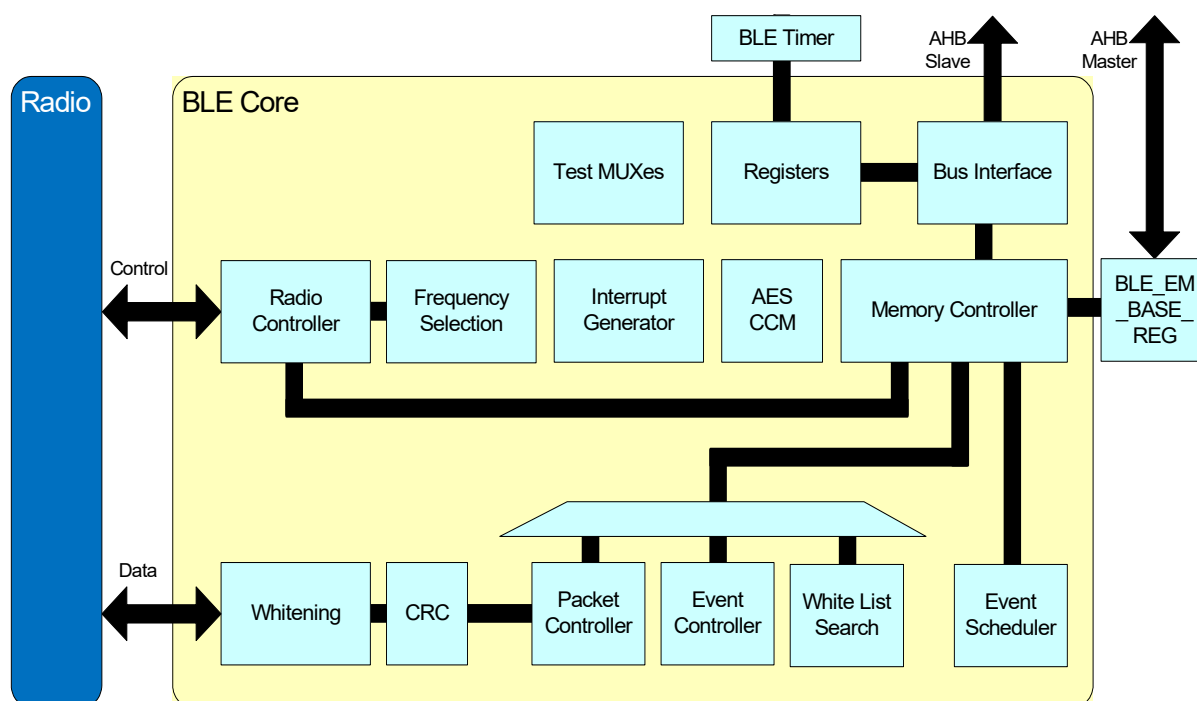 BLE Timer
AHB
Slave
AHB
Master
Radio
BLE Core
Test MUXes
Registers
Bus Interface
Control
Radio
Controller
Frequency
Selection
Interrupt
Generator
AES
CCM
Memory Controller
BLE_EM
_BASE_
REG
Data
Whitening
CRC
Packet
Controller
Event
Controller
White List
Search
Event
Scheduler